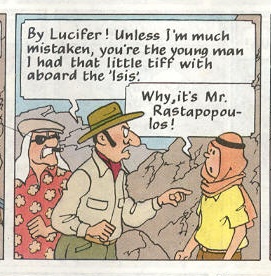 By Lucifer! Unless I'm much
mistaken, you're the young man
I had that little tiff with
aboard the 'Isis'.
Why, it's Mr.
Rastapopou-
los!